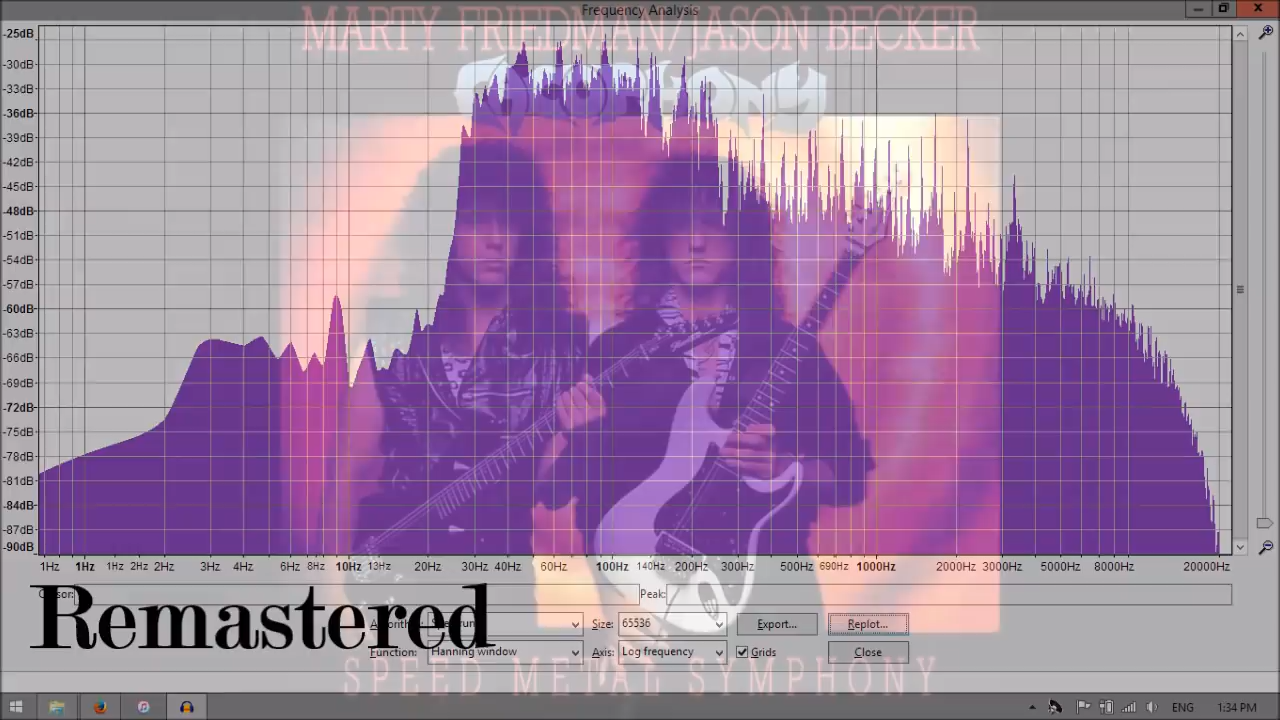 Frequency Analysis
MARTY FRIEDMAN/JASON BECKER
CACOPHONY
-25dB
-30dB
-33dB
-36dB
-39dB
-42dB
-45dB
-48dB
-51dB
-54dB
-57dB
-60dB
-63dB
-66dB
-69dB
-72dB
-75dB
-78dB
-81dB
-84dB
-87dB
-90dB
1Hz 1Hz 1Hz 2Hz 2Hz 3Hz 4Hz 6Hz 8Hz 10Hz 13Hz 20Hz 30Hz 40Hz 60Hz 100Hz 140Hz 200Hz 300Hz 500Hz 690Hz 1000Hz 2000Hz 3000Hz 5000Hz 8000Hz 20000Hz
Cursor: Peak:
Remastered
Algorithm: Spectrum Size: 65536 Export... Replot...
Function: Hanning window Axis: Log frequency Grids Close
SPEED METAL SYMPHONY
ENG 1:34 PM